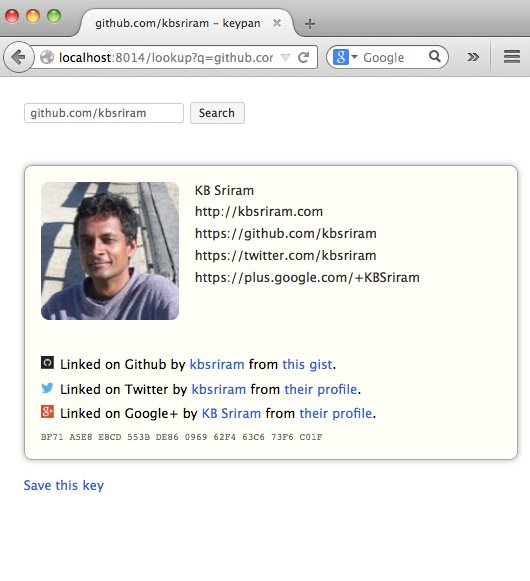 github.com/kbsriram – keypan
localhost:8014/lookup?q=github.cor
Google
github.com/kbsriram
Search
KB Sriram
http://kbsriram.com
https://github.com/kbsriram
https://twitter.com/kbsriram
https://plus.google.com/+KBSriram
Linked on Github by kbsriram from this gist.
Linked on Twitter by kbsriram from their profile.
Linked on Google+ by KB Sriram from their profile.
BF71 A5E8 E8CD 553B DE86 0969 62F4 63C6 73F6 C01F
Save this key